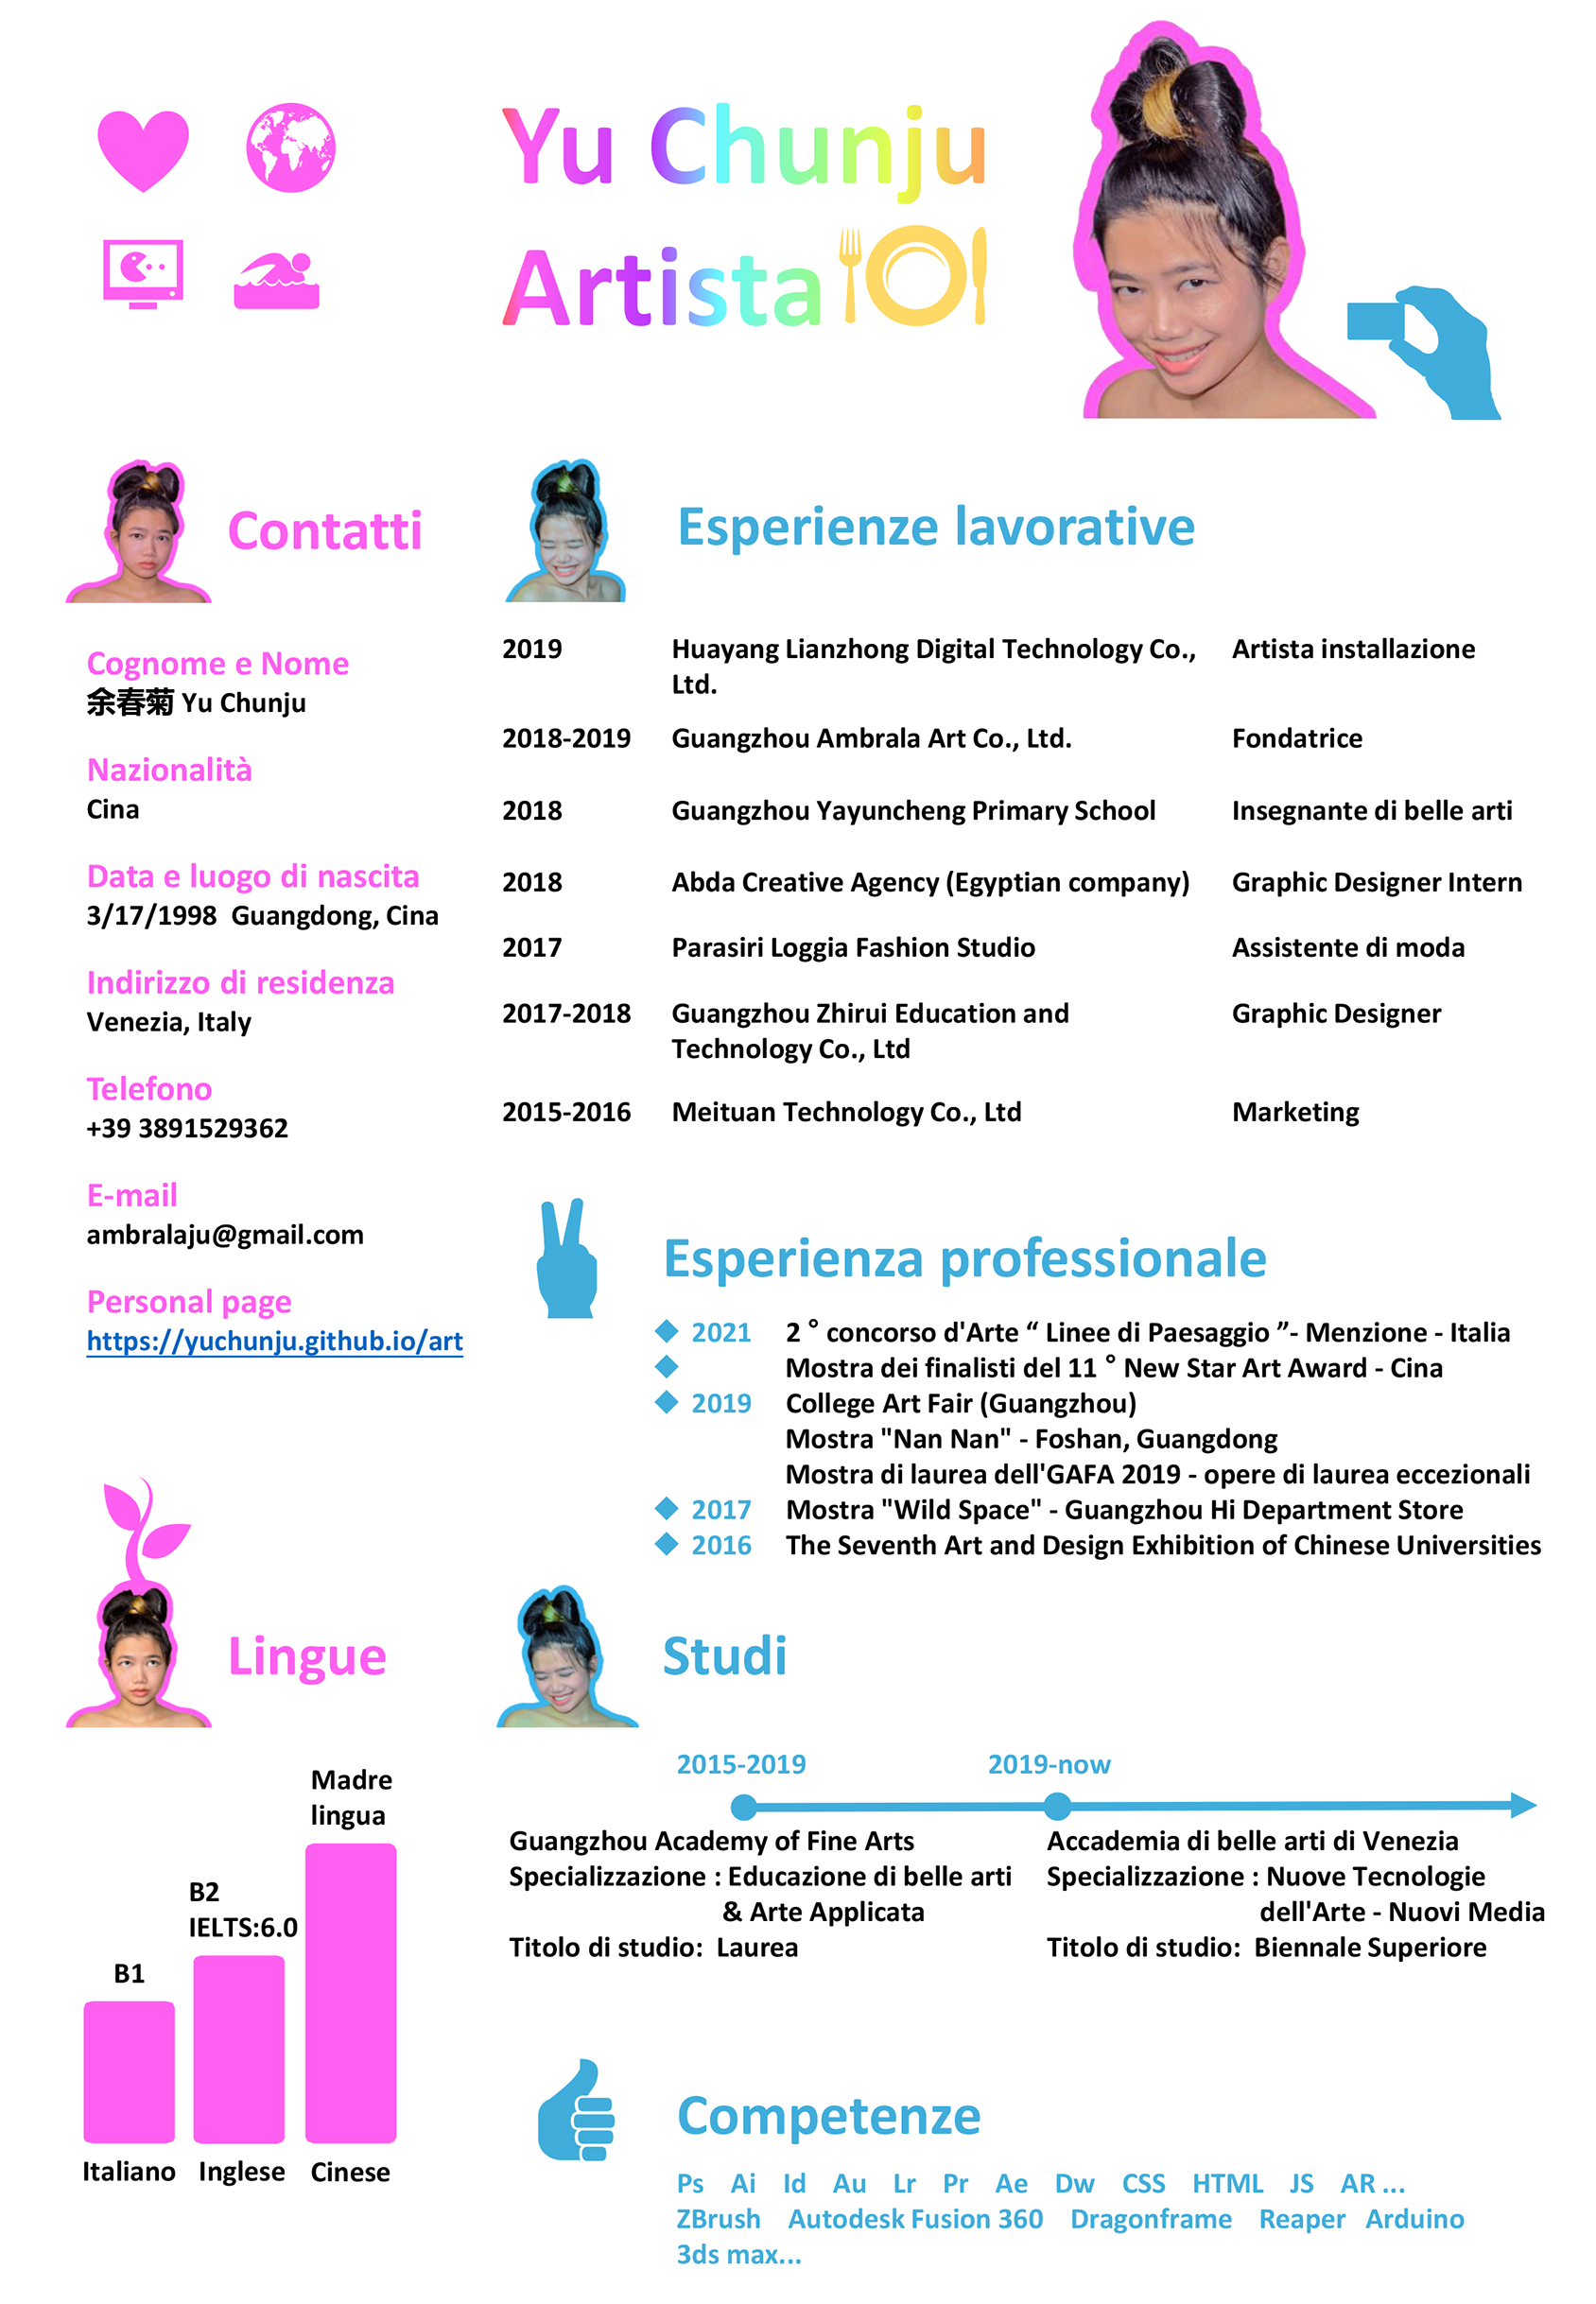 Yu Chunju
Artista
Contatti
Cognome e Nome
余春菊 Yu Chunju
Nazionalità
Cina
Data e luogo di nascita
3/17/1998 Guangdong, Cina
Indirizzo di residenza
Venezia, Italy
Telefono
+39 3891529362
E-mail
ambralaju@gmail.com
Personal page
https://yuchunju.github.io/art
Esperienze lavorative
2019 Huayang Lianzhong Digital Technology Co., Artista installazione
Ltd.
2018-2019 Guangzhou Ambrala Art Co., Ltd. Fondatrice
2018 Guangzhou Yayuncheng Primary School Insegnante di belle arti
2018 Abda Creative Agency (Egyptian company) Graphic Designer Intern
2017 Parasiri Loggia Fashion Studio Assistente di moda
2017-2018 Guangzhou Zhirui Education and Graphic Designer
Technology Co., Ltd
2015-2016 Meituan Technology Co., Ltd Marketing
Esperienza professionale
2021 2 ° concorso d'Arte “ Linee di Paesaggio ”- Menzione - Italia
Mostra dei finalisti del 11 ° New Star Art Award - Cina
2019 College Art Fair (Guangzhou)
Mostra "Nan Nan" - Foshan, Guangdong
Mostra di laurea dell'GAFA 2019 - opere di laurea eccezionali
2017 Mostra "Wild Space" - Guangzhou Hi Department Store
2016 The Seventh Art and Design Exhibition of Chinese Universities
Lingue
Madre
lingua
B2
IELTS:6.0
B1
Italiano Inglese Cinese
Studi
2015-2019
Guangzhou Academy of Fine Arts
Specializzazione : Educazione di belle arti
& Arte Applicata
Titolo di studio: Laurea
2019-now
Accademia di belle arti di Venezia
Specializzazione : Nuove Tecnologie
dell'Arte - Nuovi Media
Titolo di studio: Biennale Superiore
Competenze
Ps Ai Id Au Lr Pr Ae Dw CSS HTML JS AR ...
ZBrush Autodesk Fusion 360 Dragonframe Reaper Arduino
3ds max...